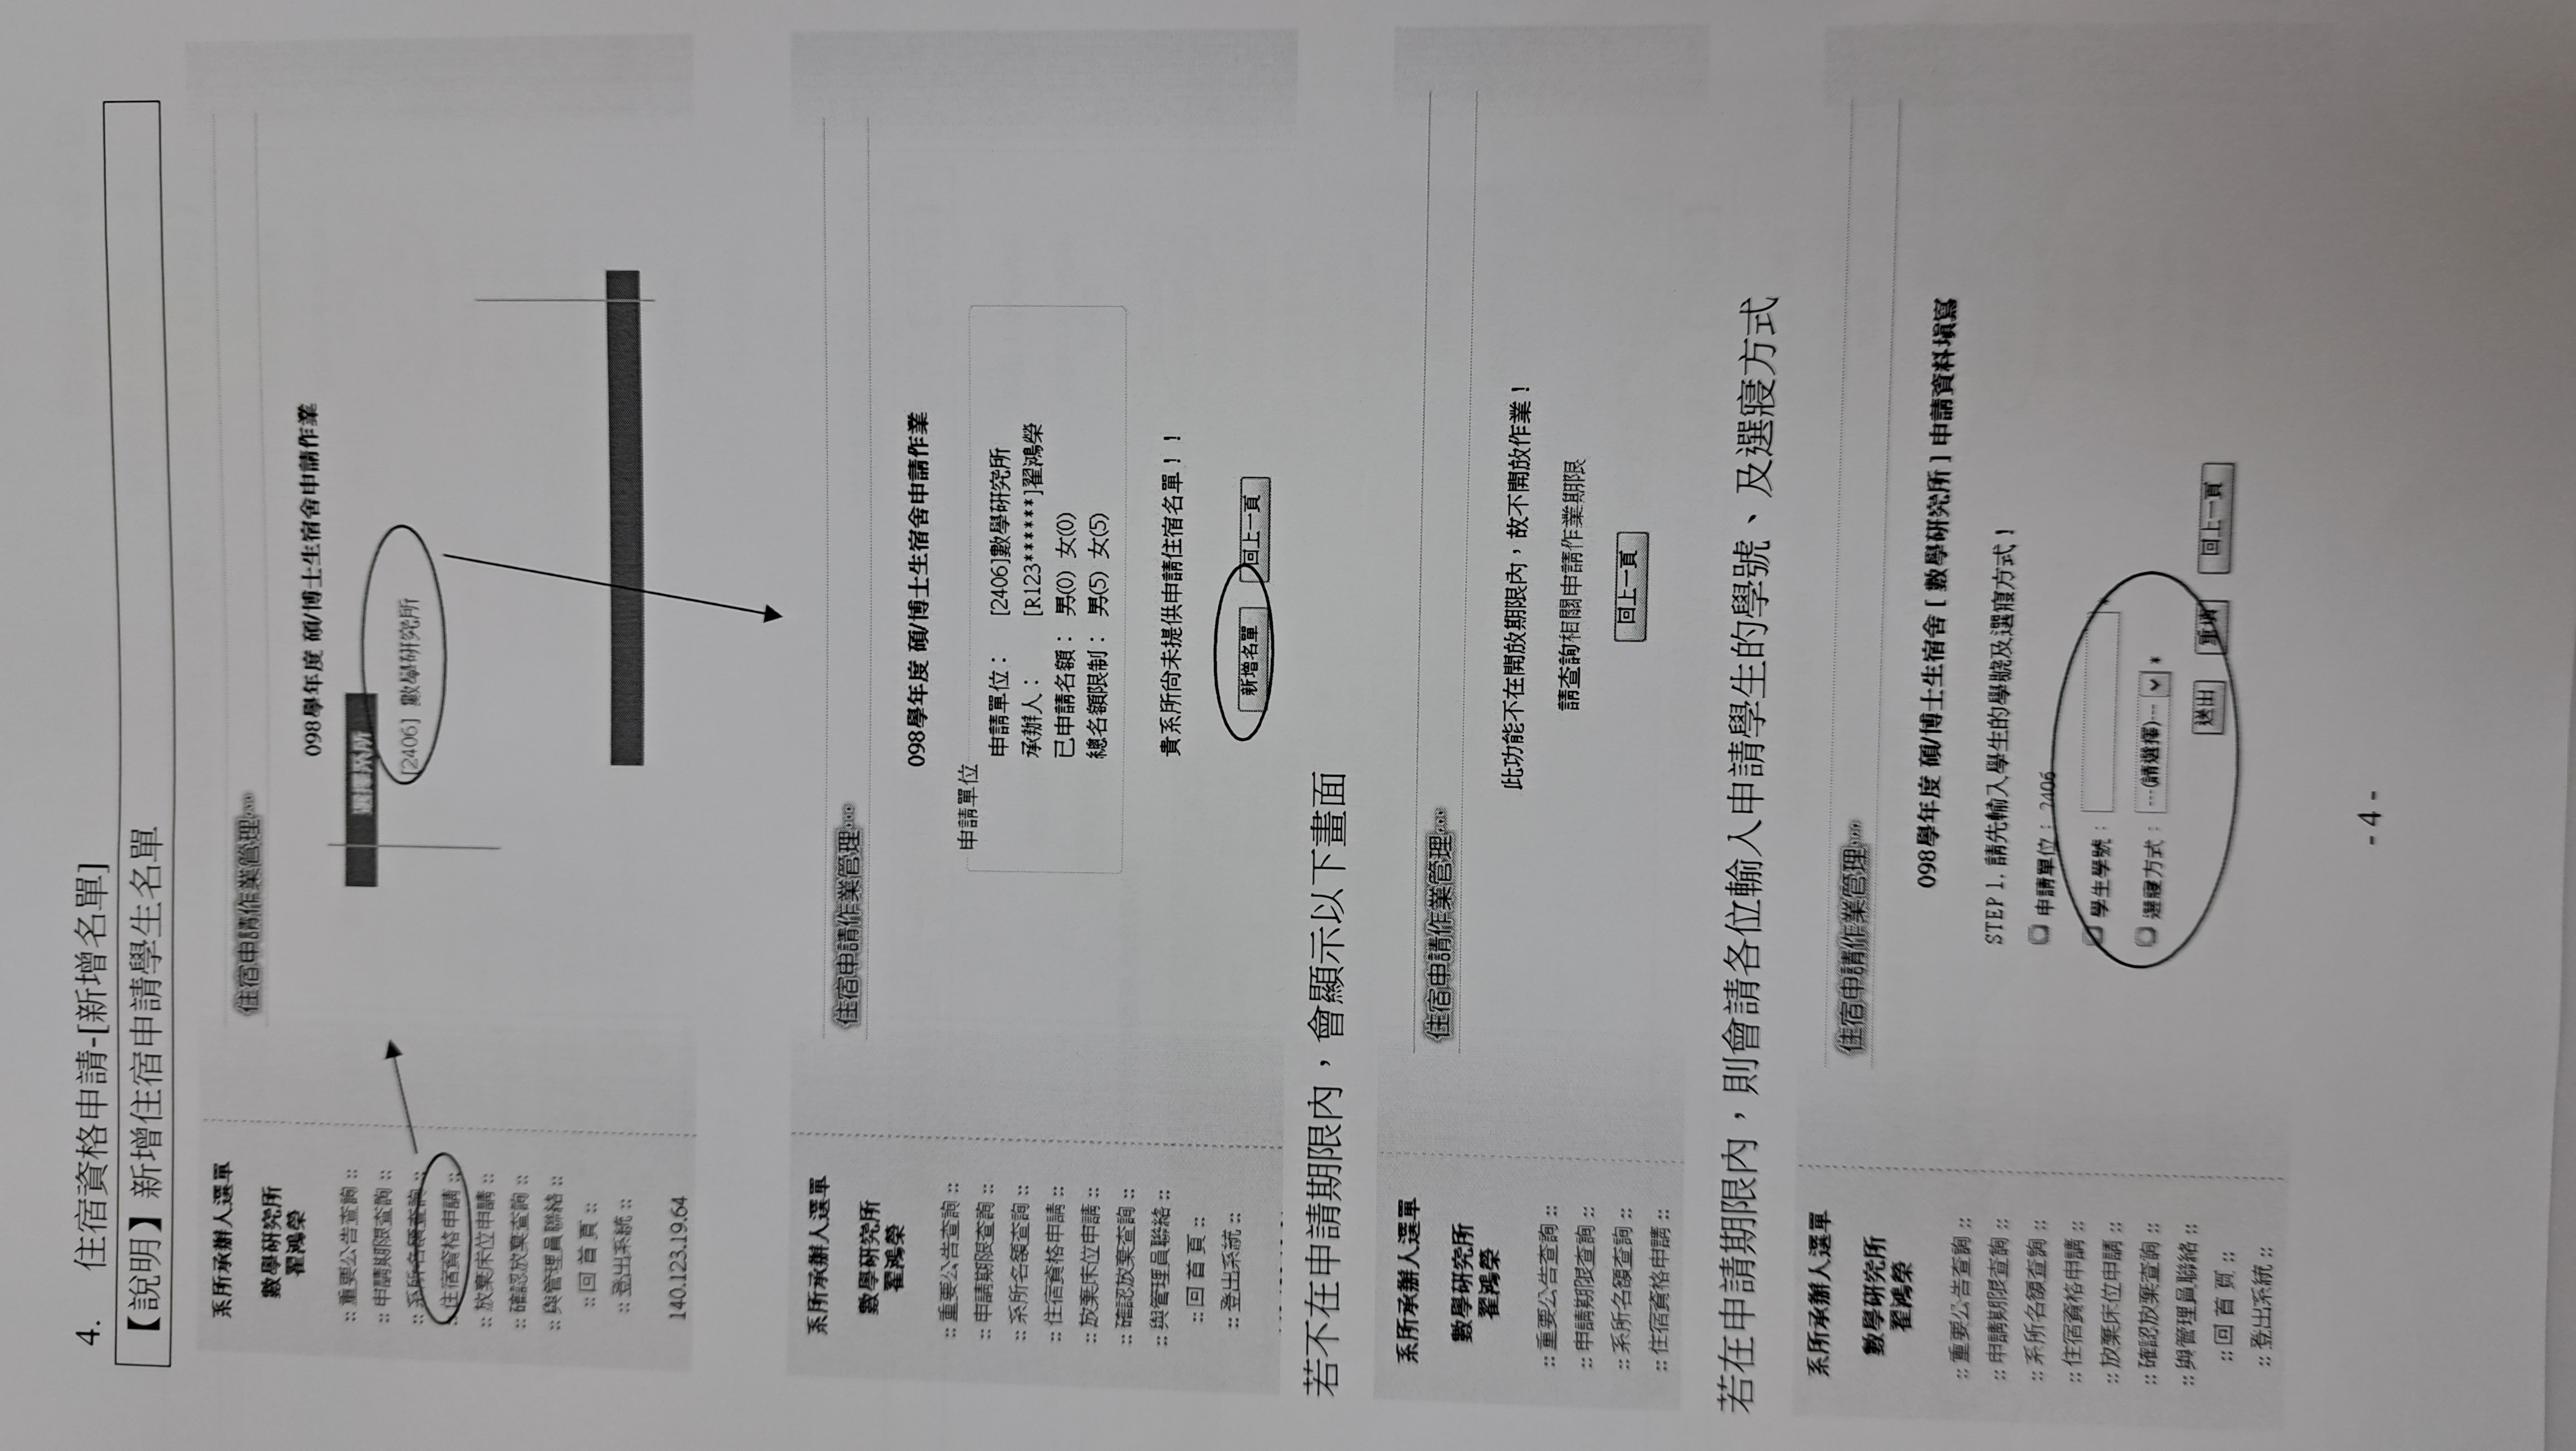 4. 住宿資格申請-[新增名單]
【說明】新增住宿申請學生名單
系所承辦人選單
數學研究所
翟鴻榮
:: 重要公告查詢 ::
:: 申請期限查詢 ::
:: 系所名額查詢 ::
:: 住宿資格申請 ::
:: 放棄床位申請 ::
:: 確認放棄查詢 ::
:: 與管理員聯絡 ::
:: 回 首 頁 ::
:: 登出系統 ::
140.123.19.64
住宿申請作業管理…
098學年度 碩/博士生宿舍申請作業
選擇系所
[2406] 數學研究所
系所承辦人選單
數學研究所
翟鴻榮
:: 重要公告查詢 ::
:: 申請期限查詢 ::
:: 系所名額查詢 ::
:: 住宿資格申請 ::
:: 放棄床位申請 ::
:: 確認放棄查詢 ::
:: 與管理員聯絡 ::
:: 回 首 頁 ::
:: 登出系統 ::
住宿申請作業管理…
098學年度 碩/博士生宿舍申請作業
申請單位
申請單位： [2406]數學研究所
承辦人： [R123******]翟鴻榮
已申請名額： 男(0) 女(0)
總名額限制： 男(5) 女(5)
貴系所尚未提供申請住宿名單！！
新增名單 回上一頁
若不在申請期限內，會顯示以下畫面
系所承辦人選單
數學研究所
翟鴻榮
:: 重要公告查詢 ::
:: 申請期限查詢 ::
:: 系所名額查詢 ::
:: 住宿資格申請 ::
住宿申請作業管理…
此功能不在開放期限內，故不開放作業！
請查詢相關申請作業期限
回上一頁
若在申請期限內，則會請各位輸入申請學生的學號、及選寢方式
系所承辦人選單
數學研究所
翟鴻榮
:: 重要公告查詢 ::
:: 申請期限查詢 ::
:: 系所名額查詢 ::
:: 住宿資格申請 ::
:: 放棄床位申請 ::
:: 確認放棄查詢 ::
:: 與管理員聯絡 ::
:: 回 首 頁 ::
:: 登出系統 ::
住宿申請作業管理…
098學年度 碩/博士生宿舍 [ 數學研究所 ] 申請資料填寫
STEP 1. 請先輸入學生的學號及選寢方式！
申請單位： 2406
學生學號： *
選寢方式： ---(請選擇)--- *
送出 重填 回上一頁
- 4 -